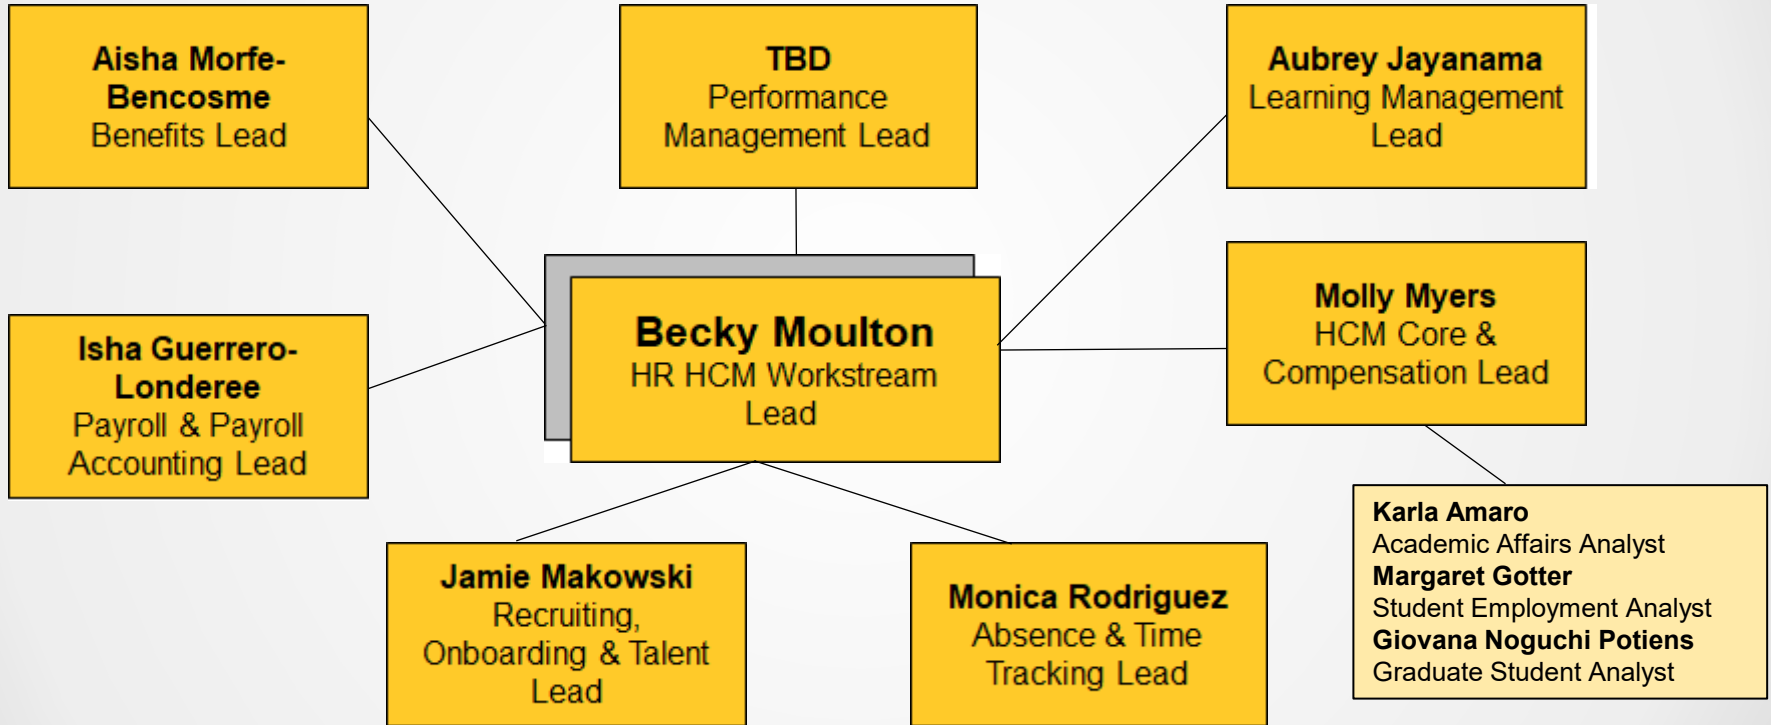 Aisha Morfe-
Bencosme
Benefits Lead
TBD
Performance
Management Lead
Aubrey Jayanama
Learning Management
Lead
Isha Guerrero-
Londeree
Payroll & Payroll
Accounting Lead
Becky Moulton
HR HCM Workstream
Lead
Molly Myers
HCM Core &
Compensation Lead
Jamie Makowski
Recruiting,
Onboarding & Talent
Lead
Monica Rodriguez
Absence & Time
Tracking Lead
Karla Amaro
Academic Affairs Analyst
Margaret Gotter
Student Employment Analyst
Giovana Noguchi Potiens
Graduate Student Analyst